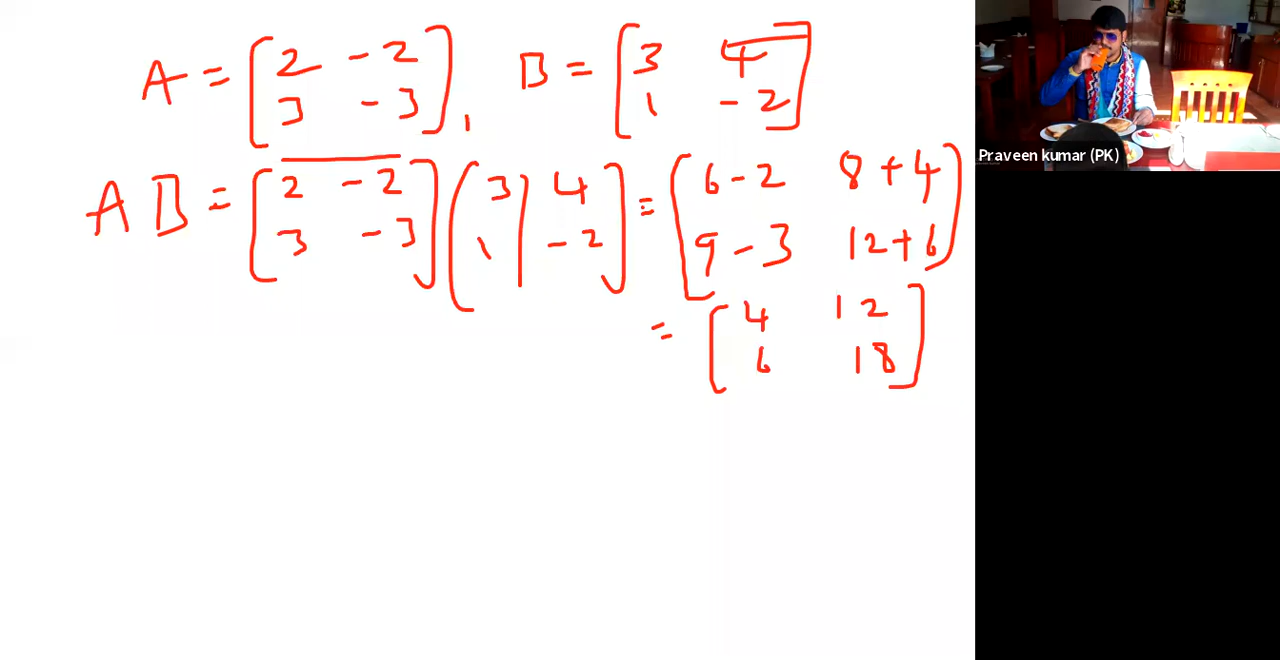 A = [2 -2
3 -3], B = [3 4
1 -2]
AB = [2 -2
3 -3] [3 4
1 -2] = [6-2 8+4
9-3 12+6]
= [4 12
6 18]
Praveen kumar (PK)